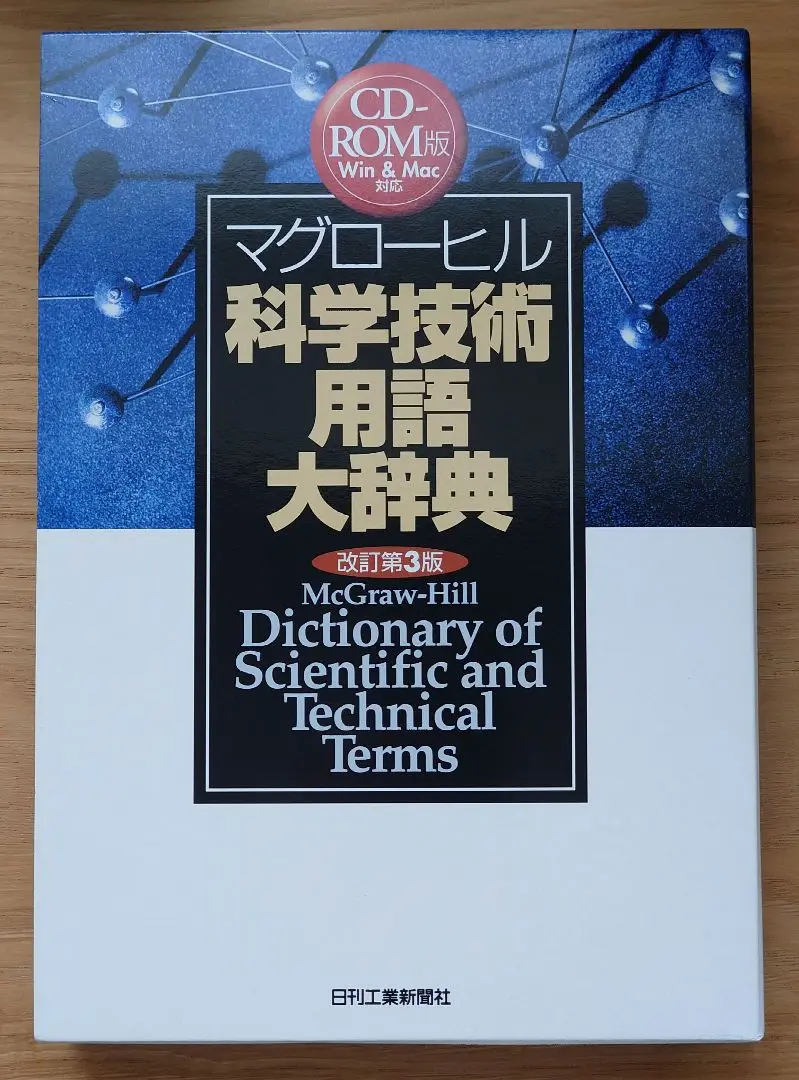 CD-
ROM版
Win & Mac
対応
マグローヒル
科学技術
用語
大辞典
改訂第3版
McGraw-Hill
Dictionary of
Scientific and
Technical
Terms
日刊工業新聞社